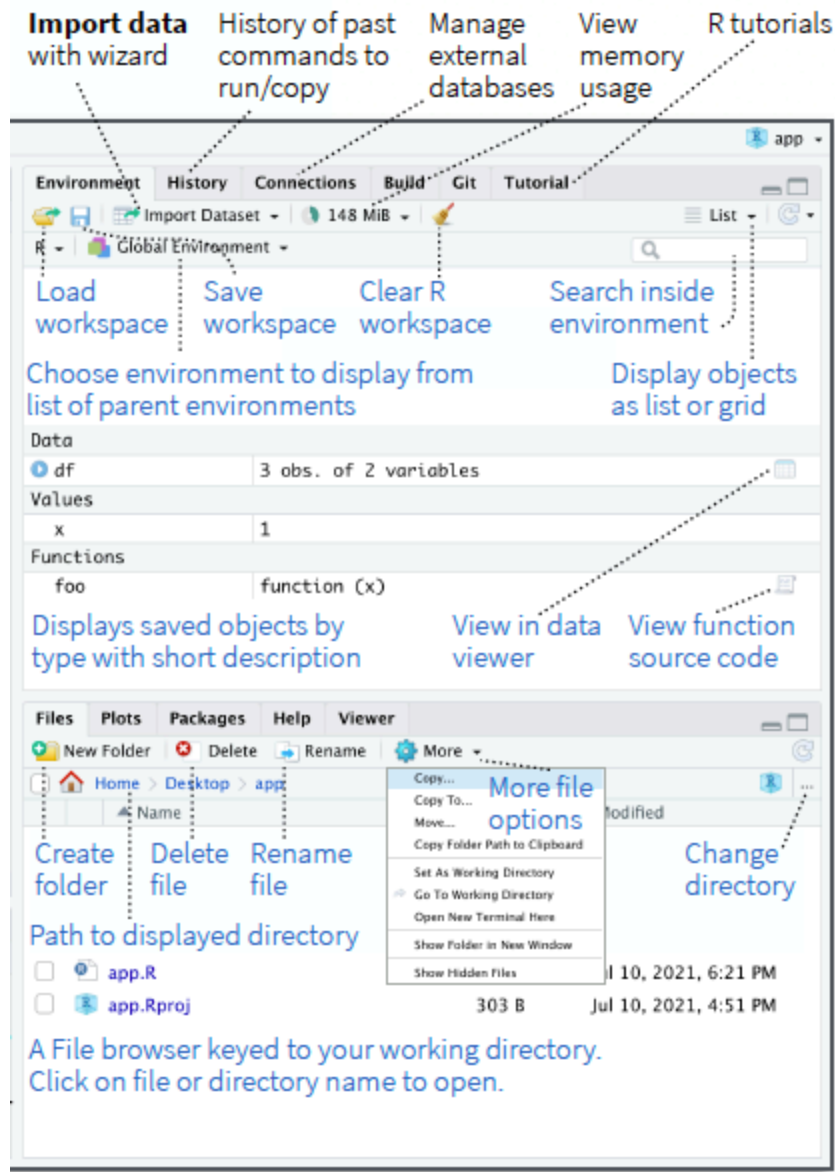 Import data
with wizard
History of past
commands to
run/copy
Manage
external
databases
View
memory
usage
R tutorials
app
Environment History Connections Build Git Tutorial
Import Dataset 148 MiB List
R Global Environment
Load
workspace
Save
workspace
Clear R
workspace
Search inside
environment
Choose environment to display from
list of parent environments
Display objects
as list or grid
Data
df 3 obs. of 2 variables
Values
x 1
Functions
foo function (x)
Displays saved objects by
type with short description
View in data
viewer
View function
source code
Files Plots Packages Help Viewer
New Folder Delete Rename More
Home > Desktop > app ...
Name
Copy...
Copy To...
Move...
Copy Folder Path to Clipboard
Set As Working Directory
Go To Working Directory
Open New Terminal Here
Show Folder in New Window
Show Hidden Files
More file
options
Modified
Create
folder
Delete
file
Rename
file
Change
directory
Path to displayed directory
app.R l 10, 2021, 6:21 PM
app.Rproj 303 B Jul 10, 2021, 4:51 PM
A File browser keyed to your working directory.
Click on file or directory name to open.